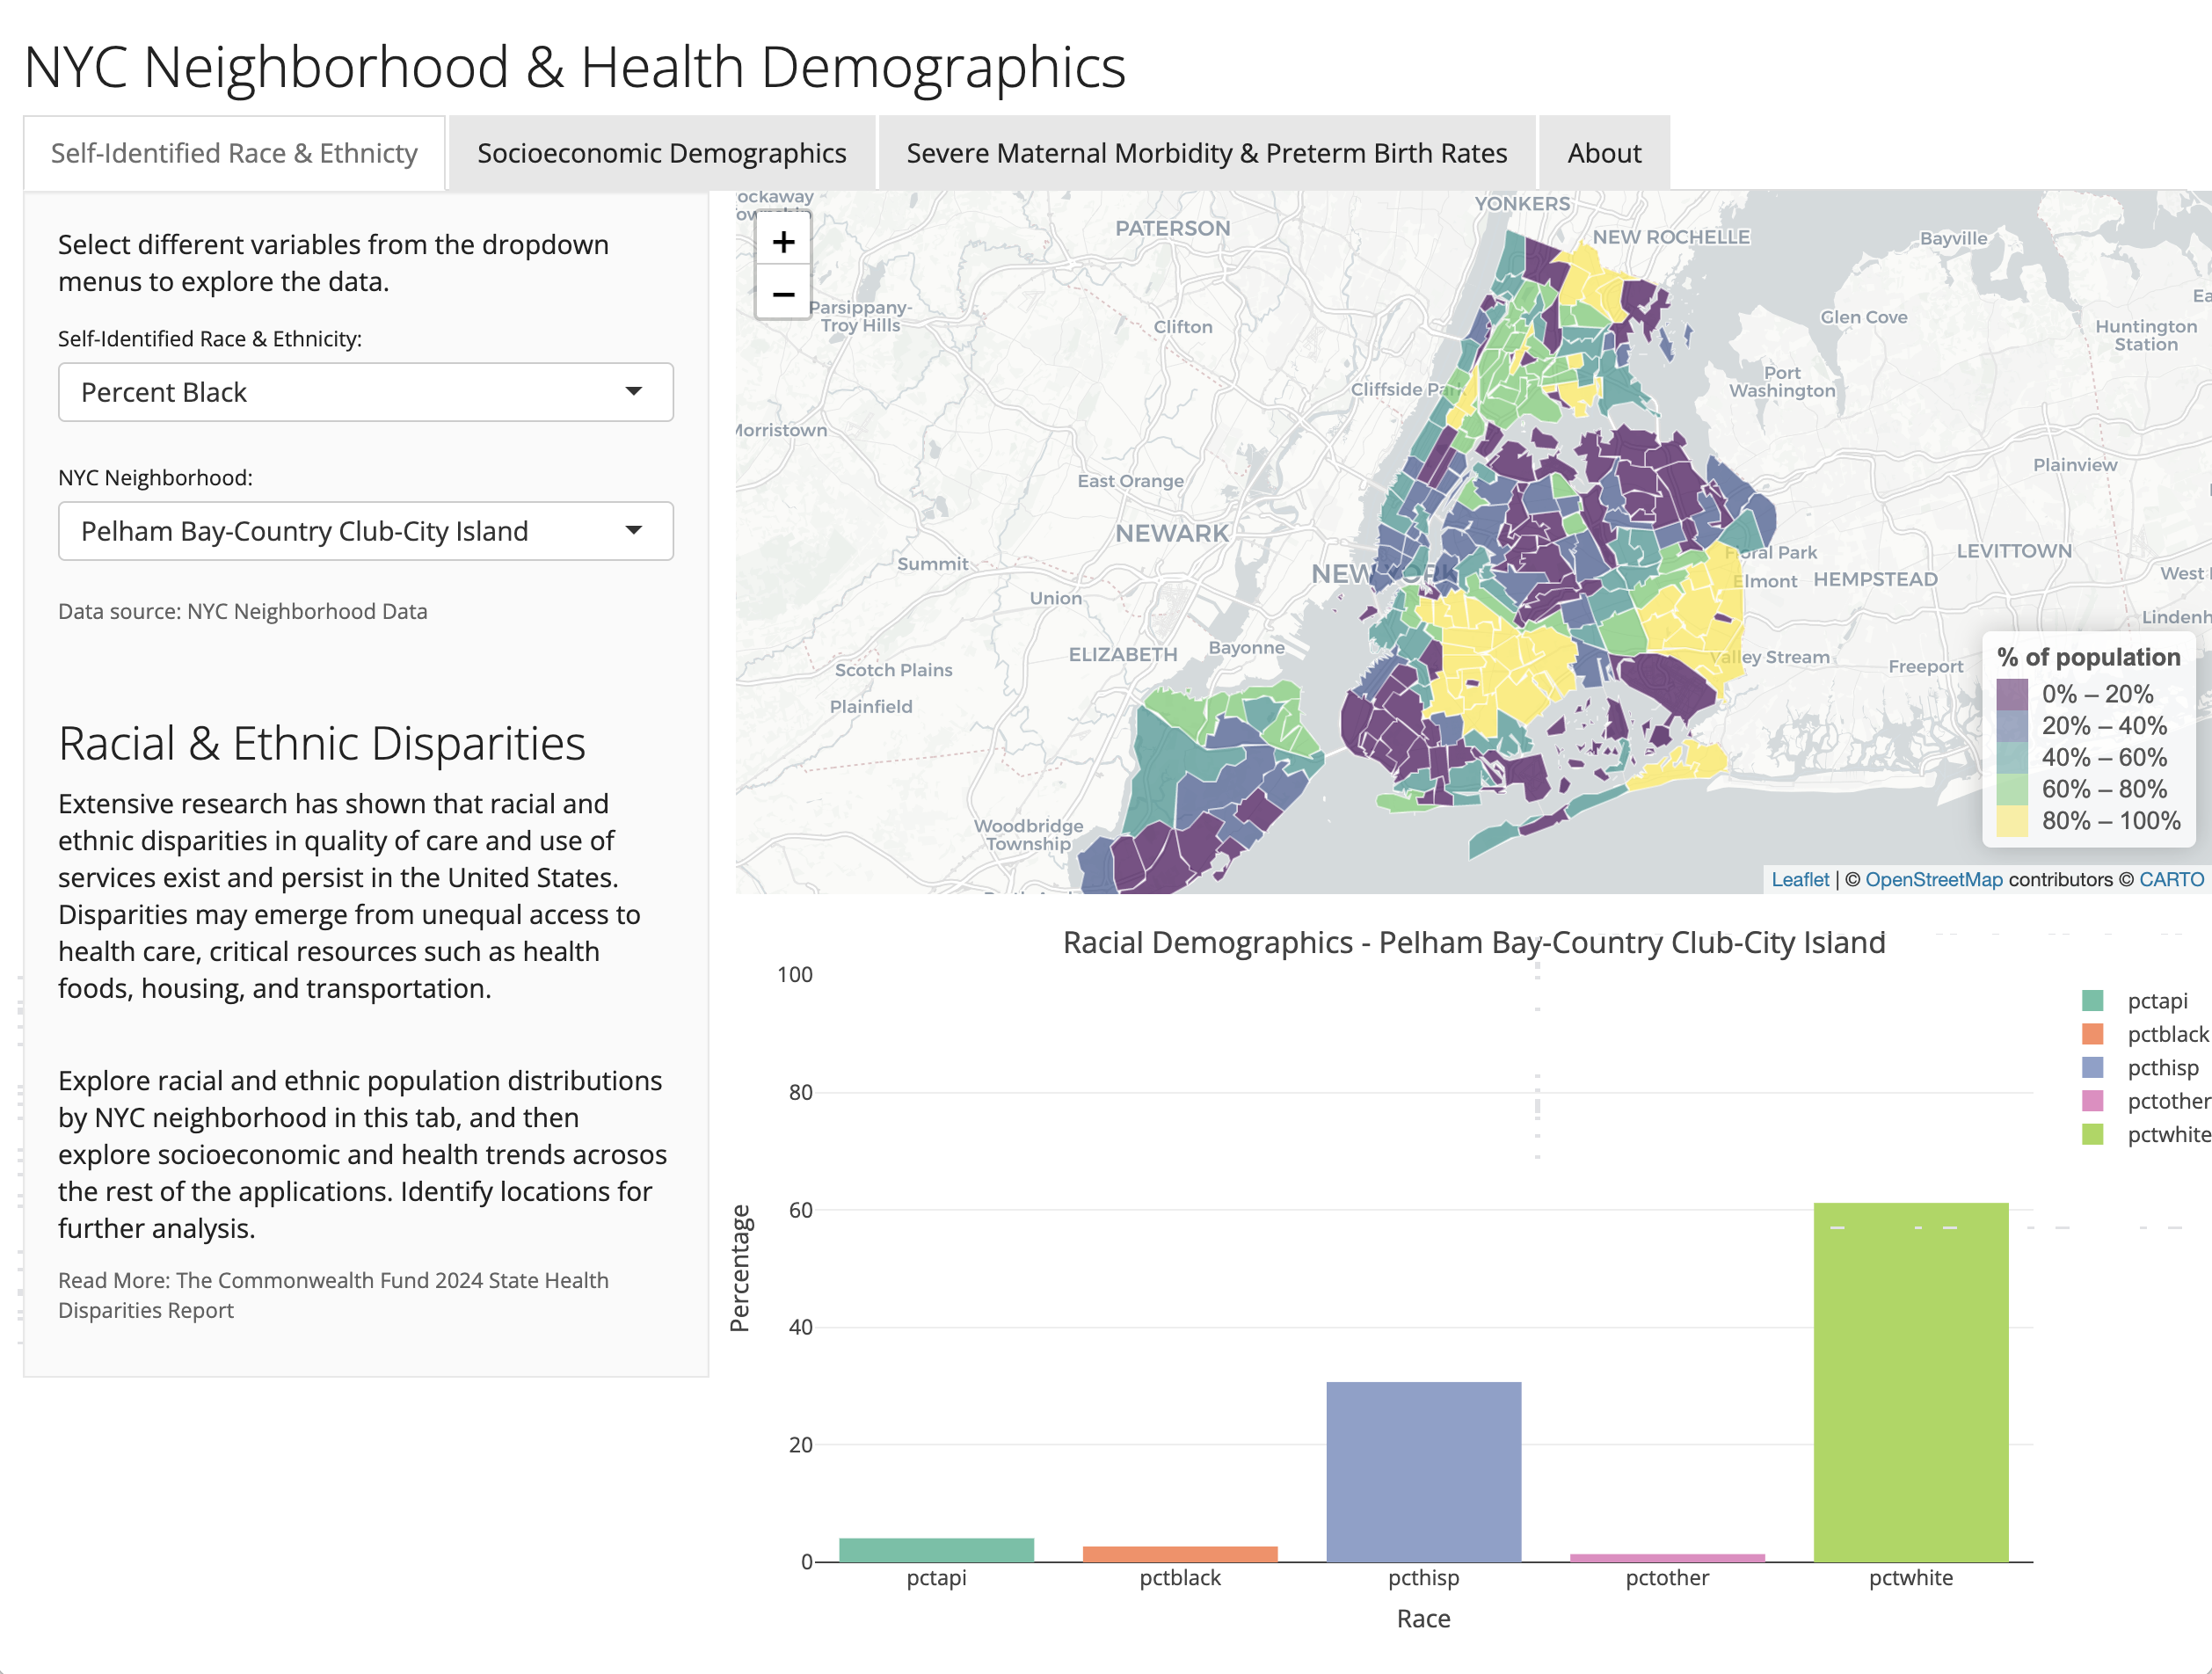 NYC Neighborhood & Health Demographics
Self-Identified Race & Ethnicty
Socioeconomic Demographics
Severe Maternal Morbidity & Preterm Birth Rates
About
Select different variables from the dropdown
menus to explore the data.
Self-Identified Race & Ethnicity:
Percent Black
NYC Neighborhood:
Pelham Bay-Country Club-City Island
Data source: NYC Neighborhood Data
Racial & Ethnic Disparities
Extensive research has shown that racial and
ethnic disparities in quality of care and use of
services exist and persist in the United States.
Disparities may emerge from unequal access to
health care, critical resources such as health
foods, housing, and transportation.
Explore racial and ethnic population distributions
by NYC neighborhood in this tab, and then
explore socioeconomic and health trends acrosos
the rest of the applications. Identify locations for
further analysis.
Read More: The Commonwealth Fund 2024 State Health
Disparities Report
+
−
ockaway
YONKERS
PATERSON
NEW ROCHELLE
Bayville
Parsippany-
Troy Hills
Clifton
Glen Cove
Huntington
Station
Port
Washington
Cliffside Park
Morristown
Plainview
East Orange
NEWARK
Floral Park
LEVITTOWN
Summit
NEW YORK
Elmont
HEMPSTEAD
West
Union
Lindenh
ELIZABETH
Bayonne
Valley Stream
Freeport
Scotch Plains
Plainfield
Woodbridge
Township
% of population
0% – 20%
20% – 40%
40% – 60%
60% – 80%
80% – 100%
Leaflet | © OpenStreetMap contributors © CARTO
Racial Demographics - Pelham Bay-Country Club-City Island
100
80
60
40
20
0
Percentage
pctapi
pctblack
pcthisp
pctother
pctwhite
Race
pctapi
pctblack
pcthisp
pctother
pctwhite